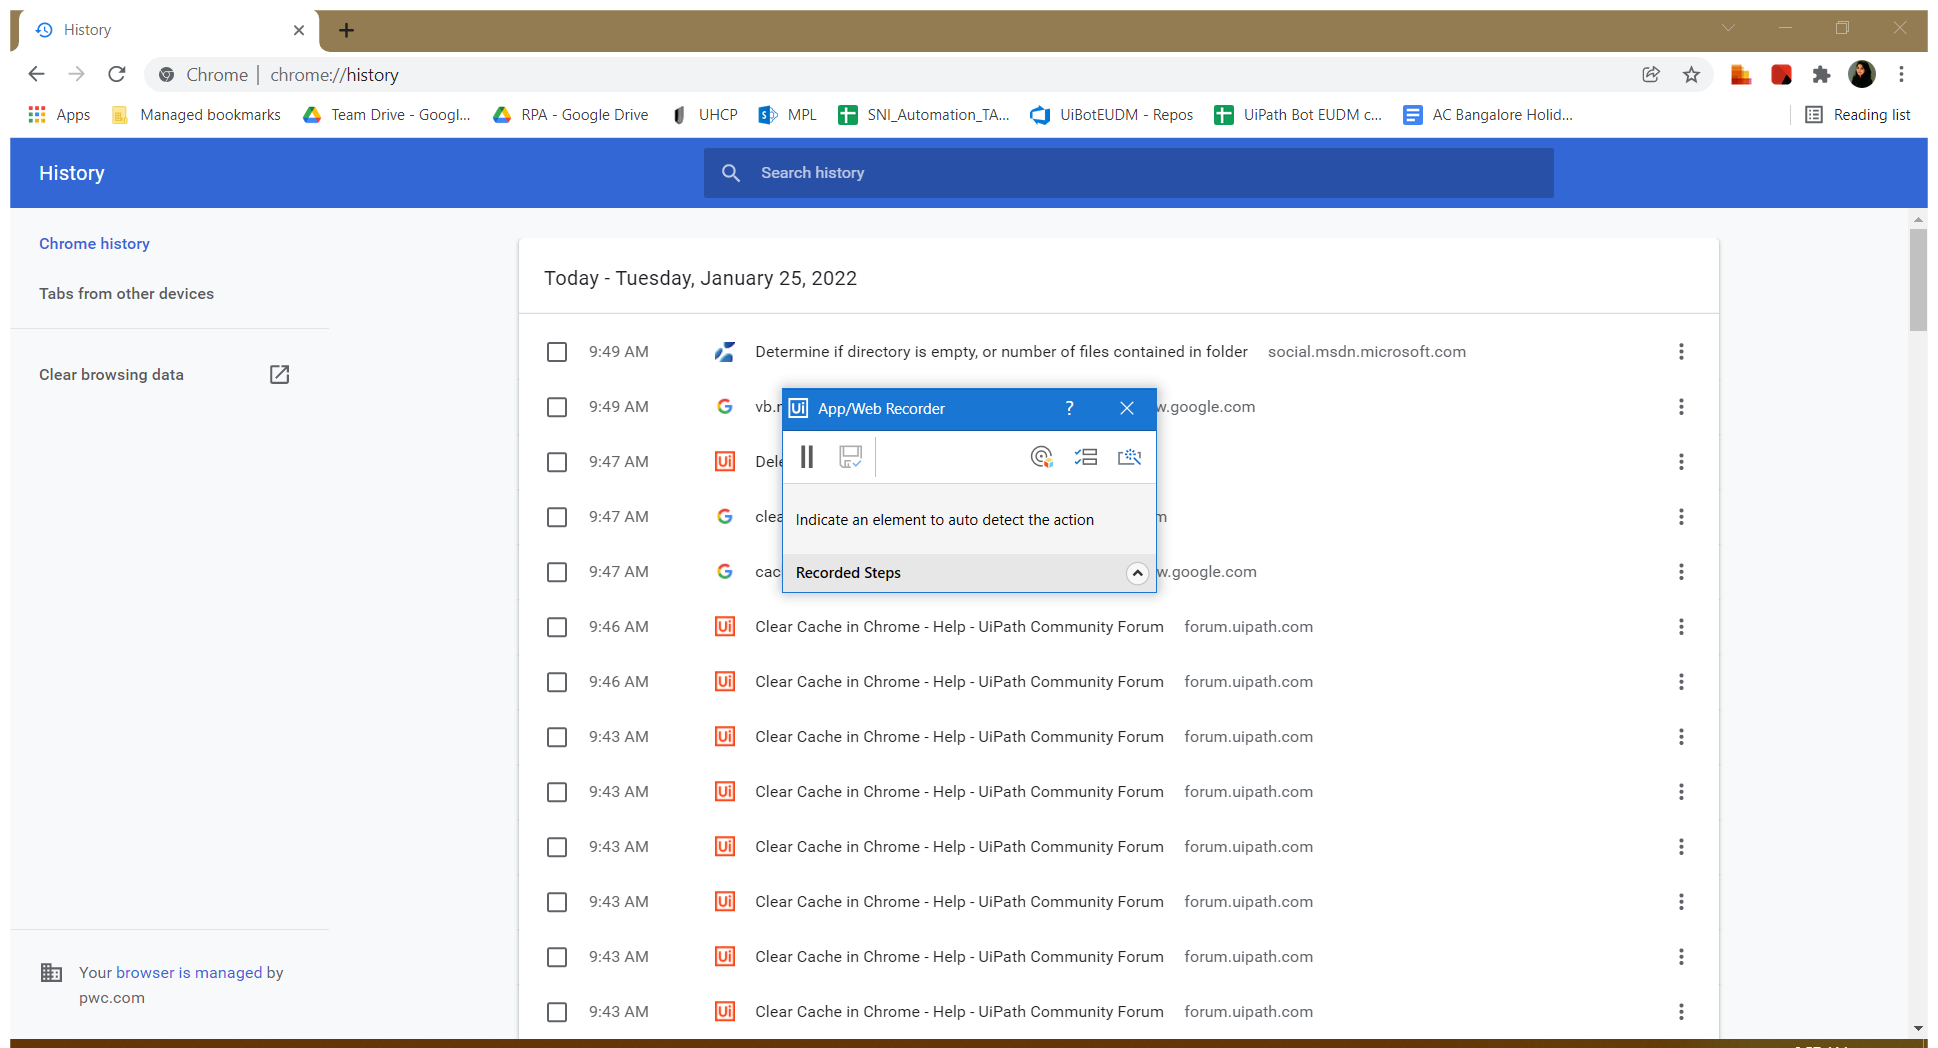 History
Chrome | chrome://history
Apps Managed bookmarks Team Drive - Googl... RPA - Google Drive UHCP MPL SNI_Automation_TA... UiBotEUDM - Repos UiPath Bot EUDM c... AC Bangalore Holid... Reading list
History Search history
Chrome history
Tabs from other devices
Clear browsing data
Your browser is managed by
pwc.com
Today - Tuesday, January 25, 2022
9:49 AM Determine if directory is empty, or number of files contained in folder social.msdn.microsoft.com
9:49 AM .google.com
9:47 AM Ui
9:47 AM
9:47 AM .google.com
9:46 AM Ui Clear Cache in Chrome - Help - UiPath Community Forum forum.uipath.com
9:46 AM Ui Clear Cache in Chrome - Help - UiPath Community Forum forum.uipath.com
9:43 AM Ui Clear Cache in Chrome - Help - UiPath Community Forum forum.uipath.com
9:43 AM Ui Clear Cache in Chrome - Help - UiPath Community Forum forum.uipath.com
9:43 AM Ui Clear Cache in Chrome - Help - UiPath Community Forum forum.uipath.com
9:43 AM Ui Clear Cache in Chrome - Help - UiPath Community Forum forum.uipath.com
9:43 AM Ui Clear Cache in Chrome - Help - UiPath Community Forum forum.uipath.com
9:43 AM Ui Clear Cache in Chrome - Help - UiPath Community Forum forum.uipath.com
Ui App/Web Recorder ?
Indicate an element to auto detect the action
Recorded Steps